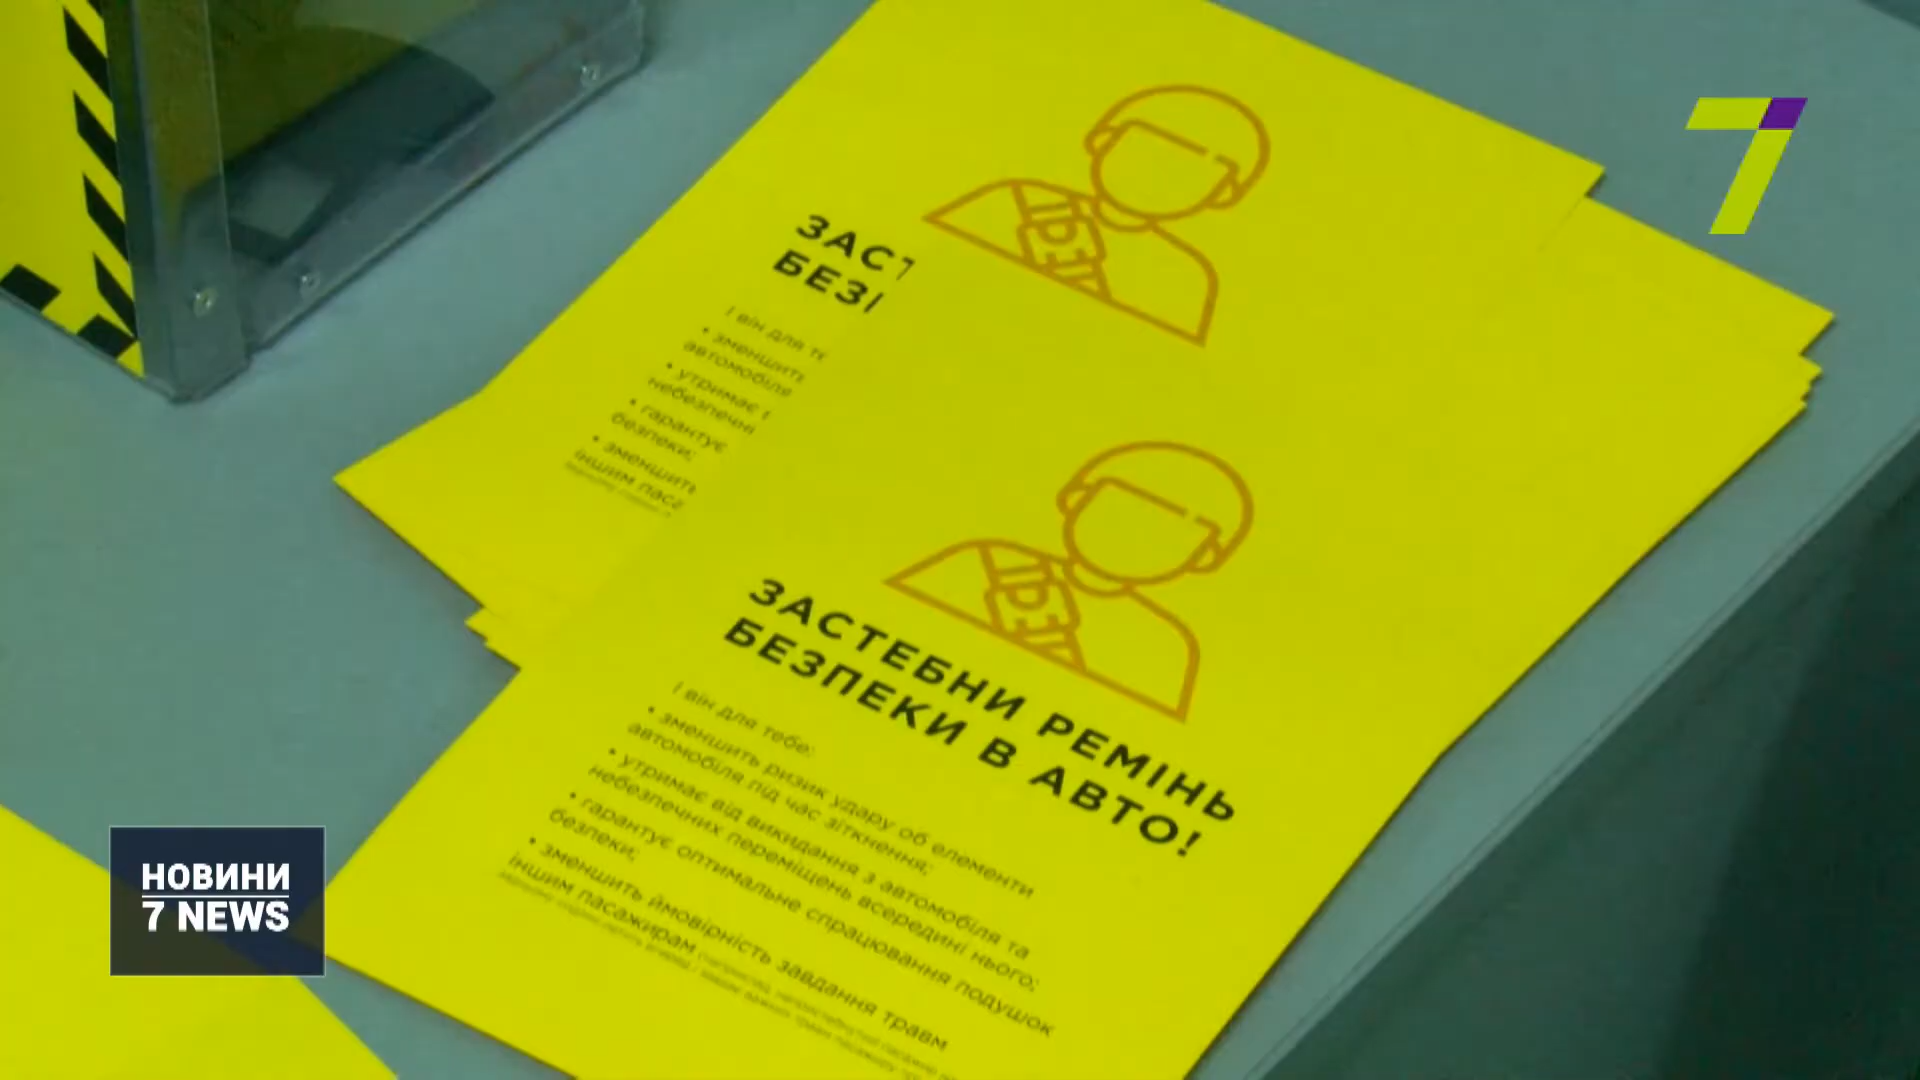 ЗАСТ
БЕЗ
І він для т
• зменшить
автомобіля
• утримає
небезпечні
• гарантує
безпеки;
• зменшить
іншим пас
ЗАСТЕБНИ РЕМІНЬ
БЕЗПЕКИ В АВТО!
І він для тебе:
• зменшить ризик удару об елементи
автомобіля під час зіткнення;
• утримає від викидання з автомобіля та
небезпечних переміщень всередині нього;
• гарантує оптимальне спрацювання подушок
безпеки;
• зменшить ймовірність завдання травм
іншим пасажирам
НОВИНИ
7 NEWS
7